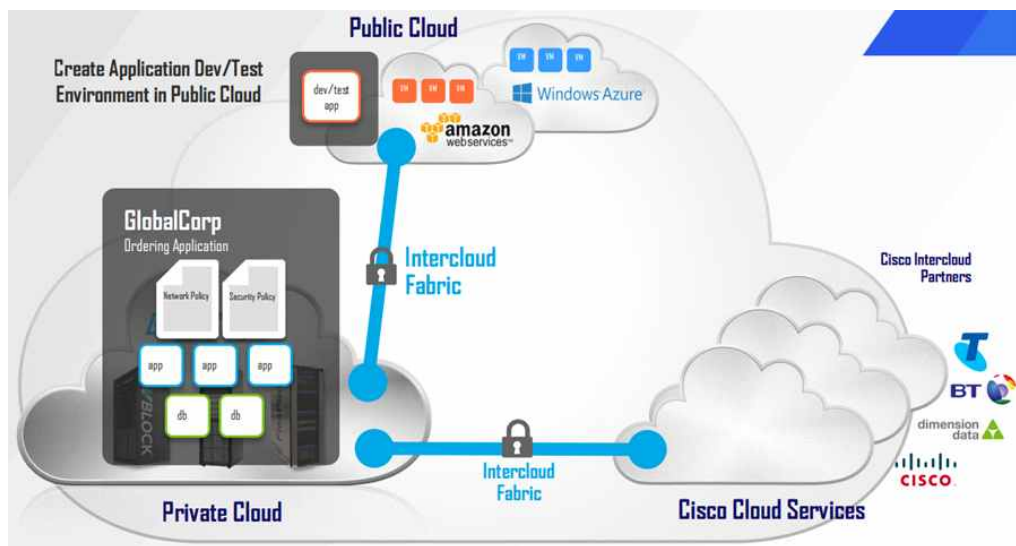 Public Cloud
Create Application Dev/Test
Environment in Public Cloud
dev/test
app
VM VM VM
VM VM VM
Windows Azure
amazon
webservices™
GlobalCorp
Ordering Application
Network Policy
Security Policy
app app app
db db
VBLOCK
Intercloud
Fabric
Intercloud
Fabric
Private Cloud
Cisco Cloud Services
Cisco Intercloud
Partners
T
BT
dimension
data
CISCO